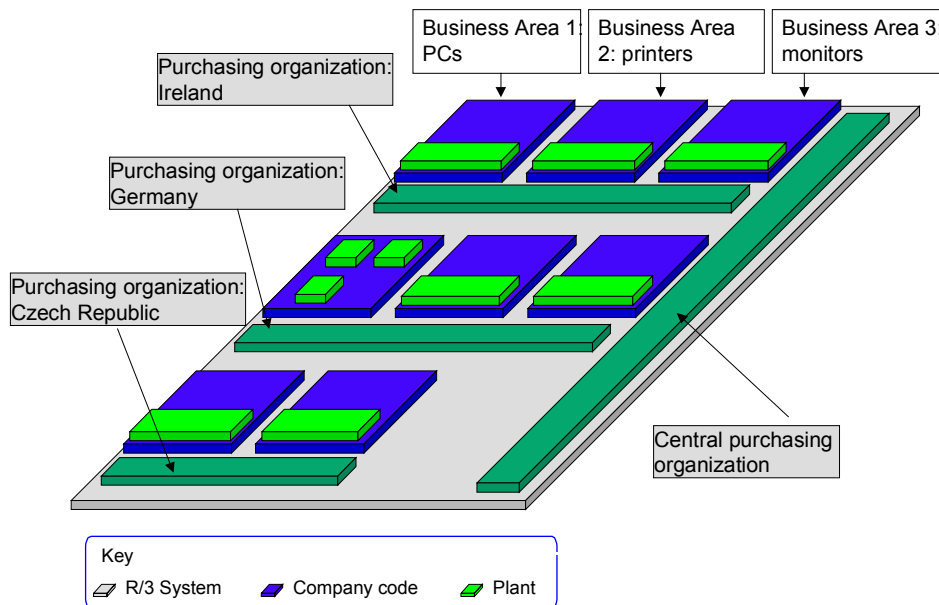 Business Area 1:
PCs
Business Area
2: printers
Business Area 3:
monitors
Purchasing organization:
Ireland
Purchasing organization:
Germany
Purchasing organization:
Czech Republic
Central purchasing
organization
Key
R/3 System
Company code
Plant